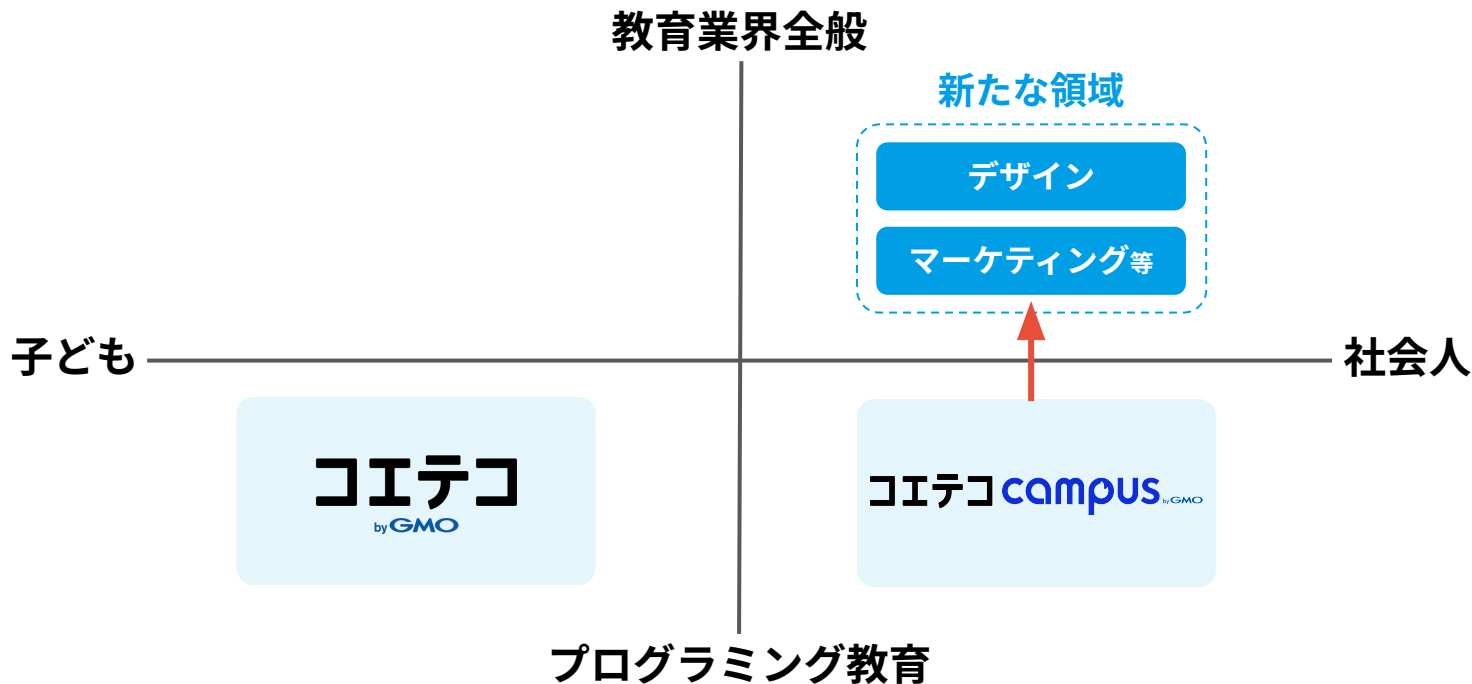 教育業界全般
新たな領域
デザイン
マーケティング等
子ども
社会人
コエテコ
by GMO
コエテコ campus by GMO
プログラミング教育